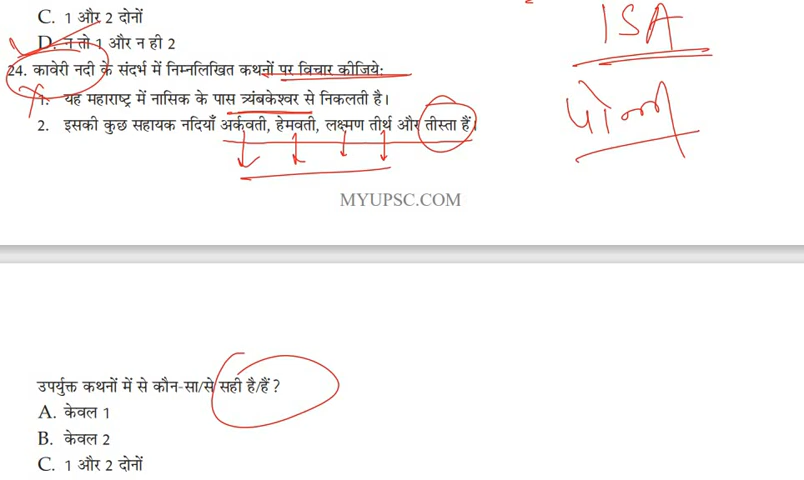 C. 1 और 2 दोनों
ISA
D. न तो 1 और न ही 2
24. कावेरी नदी के संदर्भ में निम्नलिखित कथनों पर विचार कीजिये:
1. यह महाराष्ट्र में नासिक के पास त्र्यंबकेश्वर से निकलती है।
2. इसकी कुछ सहायक नदियाँ अर्कवती, हेमवती, लक्ष्मण तीर्थ और तीस्ता हैं।
MYUPSC.COM
उपर्युक्त कथनों में से कौन-सा/से सही है/हैं ?
A. केवल 1
B. केवल 2
C. 1 और 2 दोनों